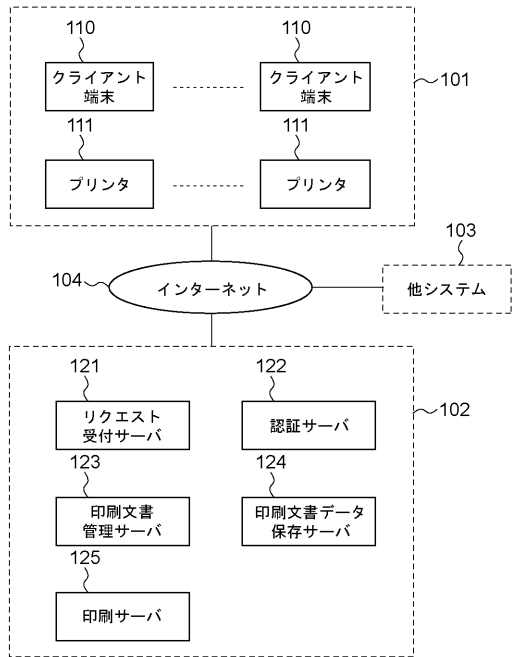 110
110
クライアント
端末
クライアント
端末
101
111
111
プリンタ
プリンタ
103
104
インターネット
他システム
121
122
リクエスト
受付サーバ
認証サーバ
102
123
124
印刷文書
管理サーバ
印刷文書データ
保存サーバ
125
印刷サーバ